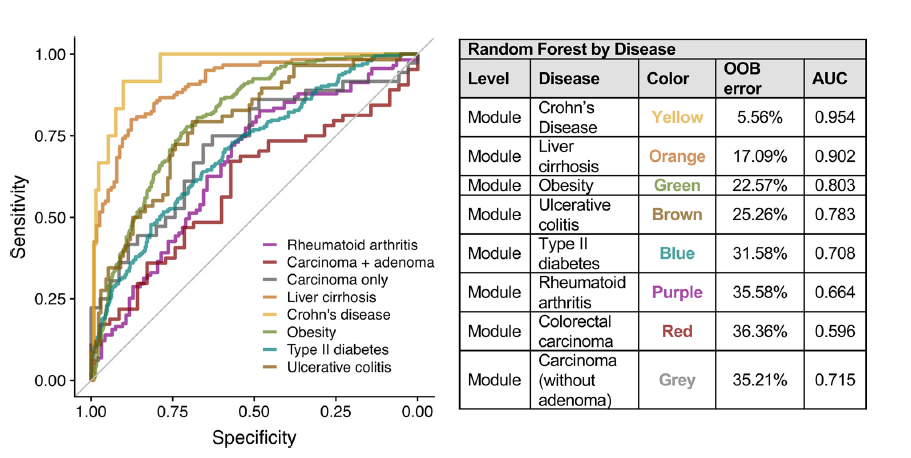 1.00
0.75
0.50
0.25
0.00
Sensitivity
1.00 0.75 0.50 0.25 0.00
Specificity
Rheumatoid arthritis
Carcinoma + adenoma
Carcinoma only
Liver cirrhosis
Crohn's disease
Obesity
Type II diabetes
Ulcerative colitis
Random Forest by Disease
Level Disease Color OOB error AUC
Module Crohn's Disease Yellow 5.56% 0.954
Module Liver cirrhosis Orange 17.09% 0.902
Module Obesity Green 22.57% 0.803
Module Ulcerative colitis Brown 25.26% 0.783
Module Type II diabetes Blue 31.58% 0.708
Module Rheumatoid arthritis Purple 35.58% 0.664
Module Colorectal carcinoma Red 36.36% 0.596
Module Carcinoma (without adenoma) Grey 35.21% 0.715